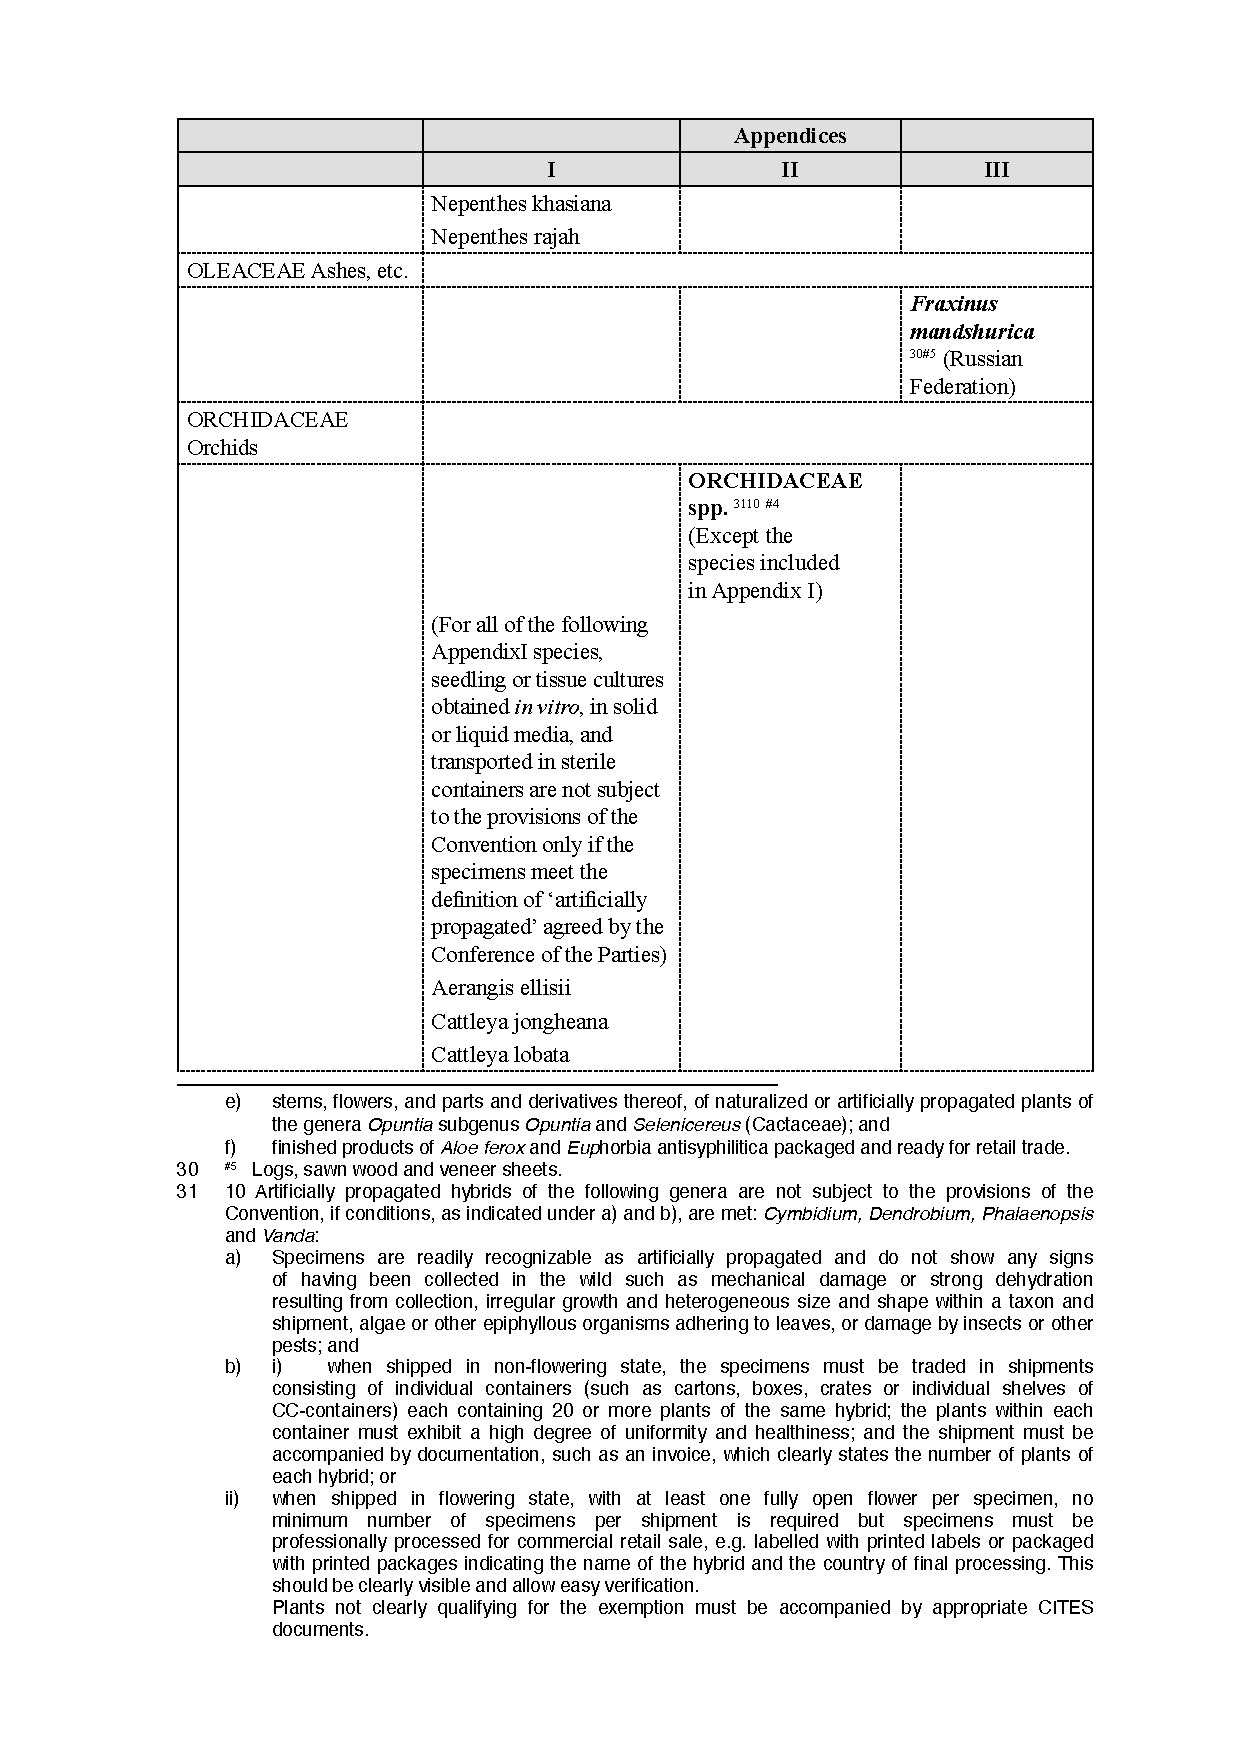 Appendices
I II III
Nepenthes khasiana
Nepenthes rajah
OLEACEAE Ashes, etc.
Fraxinus
mandshurica
30#5 (Russian
Federation)
ORCHIDACEAE
Orchids
ORCHIDACEAE
spp. 3110 #4
(Except the
species included
in Appendix I)
(For all of the following
AppendixI species,
seedling or tissue cultures
obtained in vitro, in solid
or liquid media, and
transported in sterile
containers are not subject
to the provisions of the
Convention only if the
specimens meet the
definition of ‘artificially
propagated’ agreed by the
Conference of the Parties)
Aerangis ellisii
Cattleya jongheana
Cattleya lobata
e) stems, flowers, and parts and derivatives thereof, of naturalized or artificially propagated plants of
the genera Opuntia subgenus Opuntia and Selenicereus (Cactaceae); and
f) finished products of Aloe ferox and Euphorbia antisyphilitica packaged and ready for retail trade.
30 #5 Logs, sawn wood and veneer sheets.
31 10 Artificially propagated hybrids of the following genera are not subject to the provisions of the
Convention, if conditions, as indicated under a) and b), are met: Cymbidium, Dendrobium, Phalaenopsis
and Vanda:
a) Specimens are readily recognizable as artificially propagated and do not show any signs
of having been collected in the wild such as mechanical damage or strong dehydration
resulting from collection, irregular growth and heterogeneous size and shape within a taxon and
shipment, algae or other epiphyllous organisms adhering to leaves, or damage by insects or other
pests; and
b) i) when shipped in non-flowering state, the specimens must be traded in shipments
consisting of individual containers (such as cartons, boxes, crates or individual shelves of
CC-containers) each containing 20 or more plants of the same hybrid; the plants within each
container must exhibit a high degree of uniformity and healthiness; and the shipment must be
accompanied by documentation, such as an invoice, which clearly states the number of plants of
each hybrid; or
ii) when shipped in flowering state, with at least one fully open flower per specimen, no
minimum number of specimens per shipment is required but specimens must be
professionally processed for commercial retail sale, e.g. labelled with printed labels or packaged
with printed packages indicating the name of the hybrid and the country of final processing. This
should be clearly visible and allow easy verification.
Plants not clearly qualifying for the exemption must be accompanied by appropriate CITES
documents.